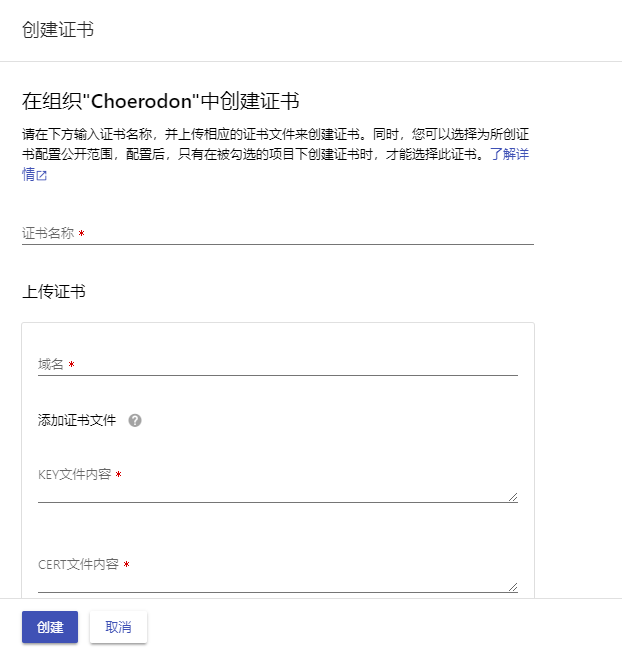 创建证书
在组织"Choerodon"中创建证书
请在下方输入证书名称，并上传相应的证书文件来创建证书。同时，您可以选择为所创证
书配置公开范围，配置后，只有在被勾选的项目下创建证书时，才能选择此证书。了解详
情
证书名称 *
上传证书
域名 *
添加证书文件 ?
KEY文件内容 *
CERT文件内容 *
创建 取消